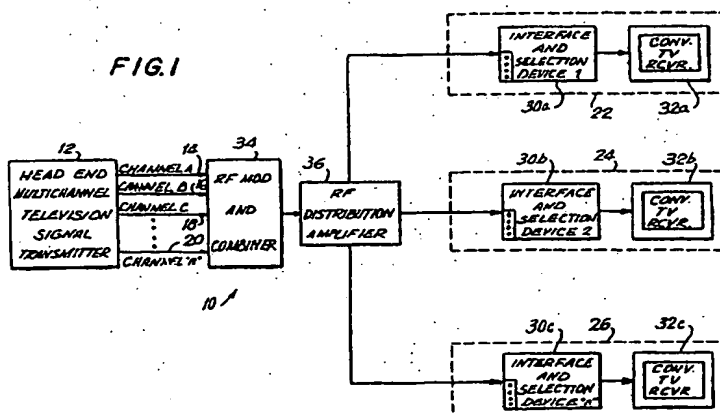 FIG.1
12
HEAD END
MULTICHANNEL
TELEVISION
SIGNAL
TRANSMITTER
CHANNEL A
CHANNEL B
CHANNEL C
CHANNEL "n"
18
16
18
20
34
RF MOD
AND
COMBINER
10
36
RF
DISTRIBUTION
AMPLIFIER
INTERFACE
AND
SELECTION
DEVICE 1
30a
CONV.
TV
RCVR.
32a
22
30b
24
32b
INTERFACE
AND
SELECTION
DEVICE 2
CONV.
TV
RCVR.
30c
26
32c
INTERFACE
AND
SELECTION
DEVICE "n"
CONV.
TV
RCVR.